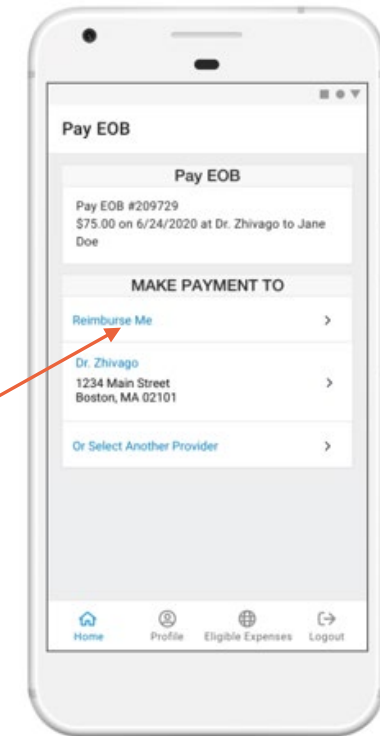 Pay EOB
Pay EOB
Pay EOB #209729
$75.00 on 6/24/2020 at Dr. Zhivago to Jane
Doe
MAKE PAYMENT TO
Reimburse Me
Dr. Zhivago
1234 Main Street
Boston, MA 02101
Or Select Another Provider
Home Profile Eligible Expenses Logout